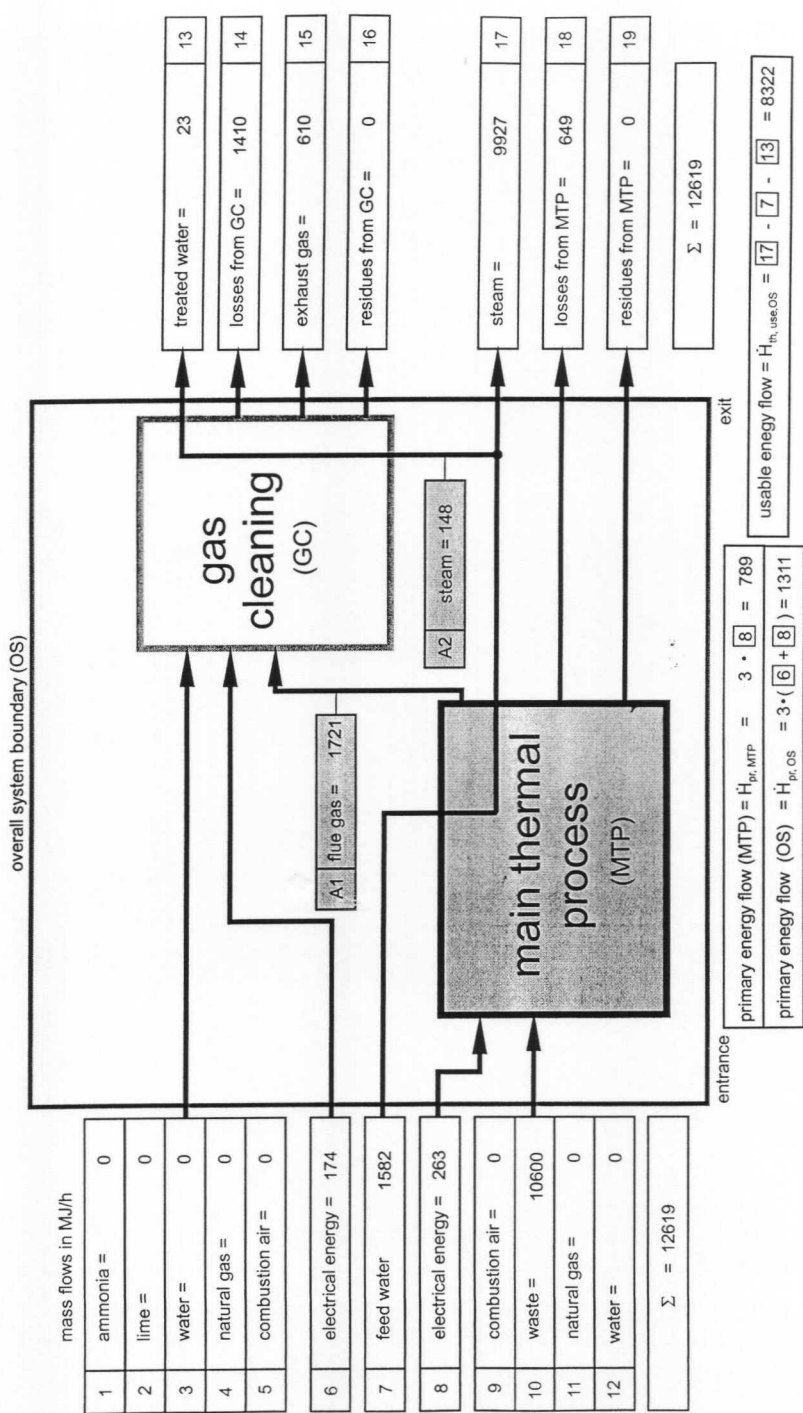 overall system boundary (OS)
mass flows in MJ/h
1 ammonia = 0
2 lime = 0
3 water = 0
4 natural gas = 0
5 combustion air = 0
6 electrical energy = 174
7 feed water 1582
8 electrical energy = 263
9 combustion air = 0
10 waste = 10600
11 natural gas = 0
12 water = 0
Σ = 12619
entrance
A1 flue gas = 1721
main thermal
process
(MTP)
gas
cleaning
(GC)
A2 steam = 148
exit
treated water = 23 13
losses from GC = 1410 14
exhaust gas = 610 15
residues from GC = 0 16
steam = 9927 17
losses from MTP = 649 18
residues from MTP = 0 19
Σ = 12619
primary energy flow (MTP) = Ḣpr, MTP = 3 • 8 = 789
primary enegy flow (OS) = Ḣpr, OS = 3•( 6 + 8 ) = 1311
usable enegy flow = Ḣth, use,OS = 17 - 7 - 13 = 8322